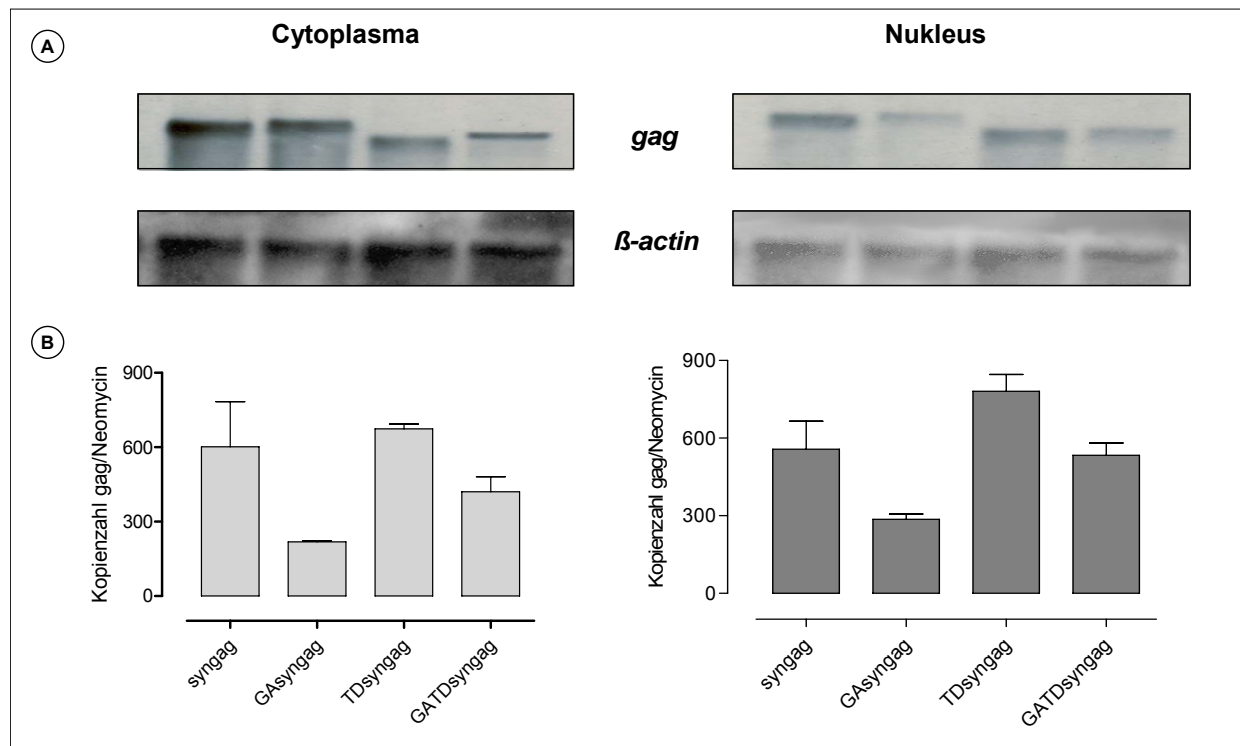 A
Cytoplasma
Nukleus
gag
ß-actin
B
Kopienzahl gag/Neomycin
900
600
300
0
syngag
GAsyngag
TDsyngag
GATDsyngag
Kopienzahl gag/Neomycin
900
600
300
0
syngag
GAsyngag
TDsyngag
GATDsyngag